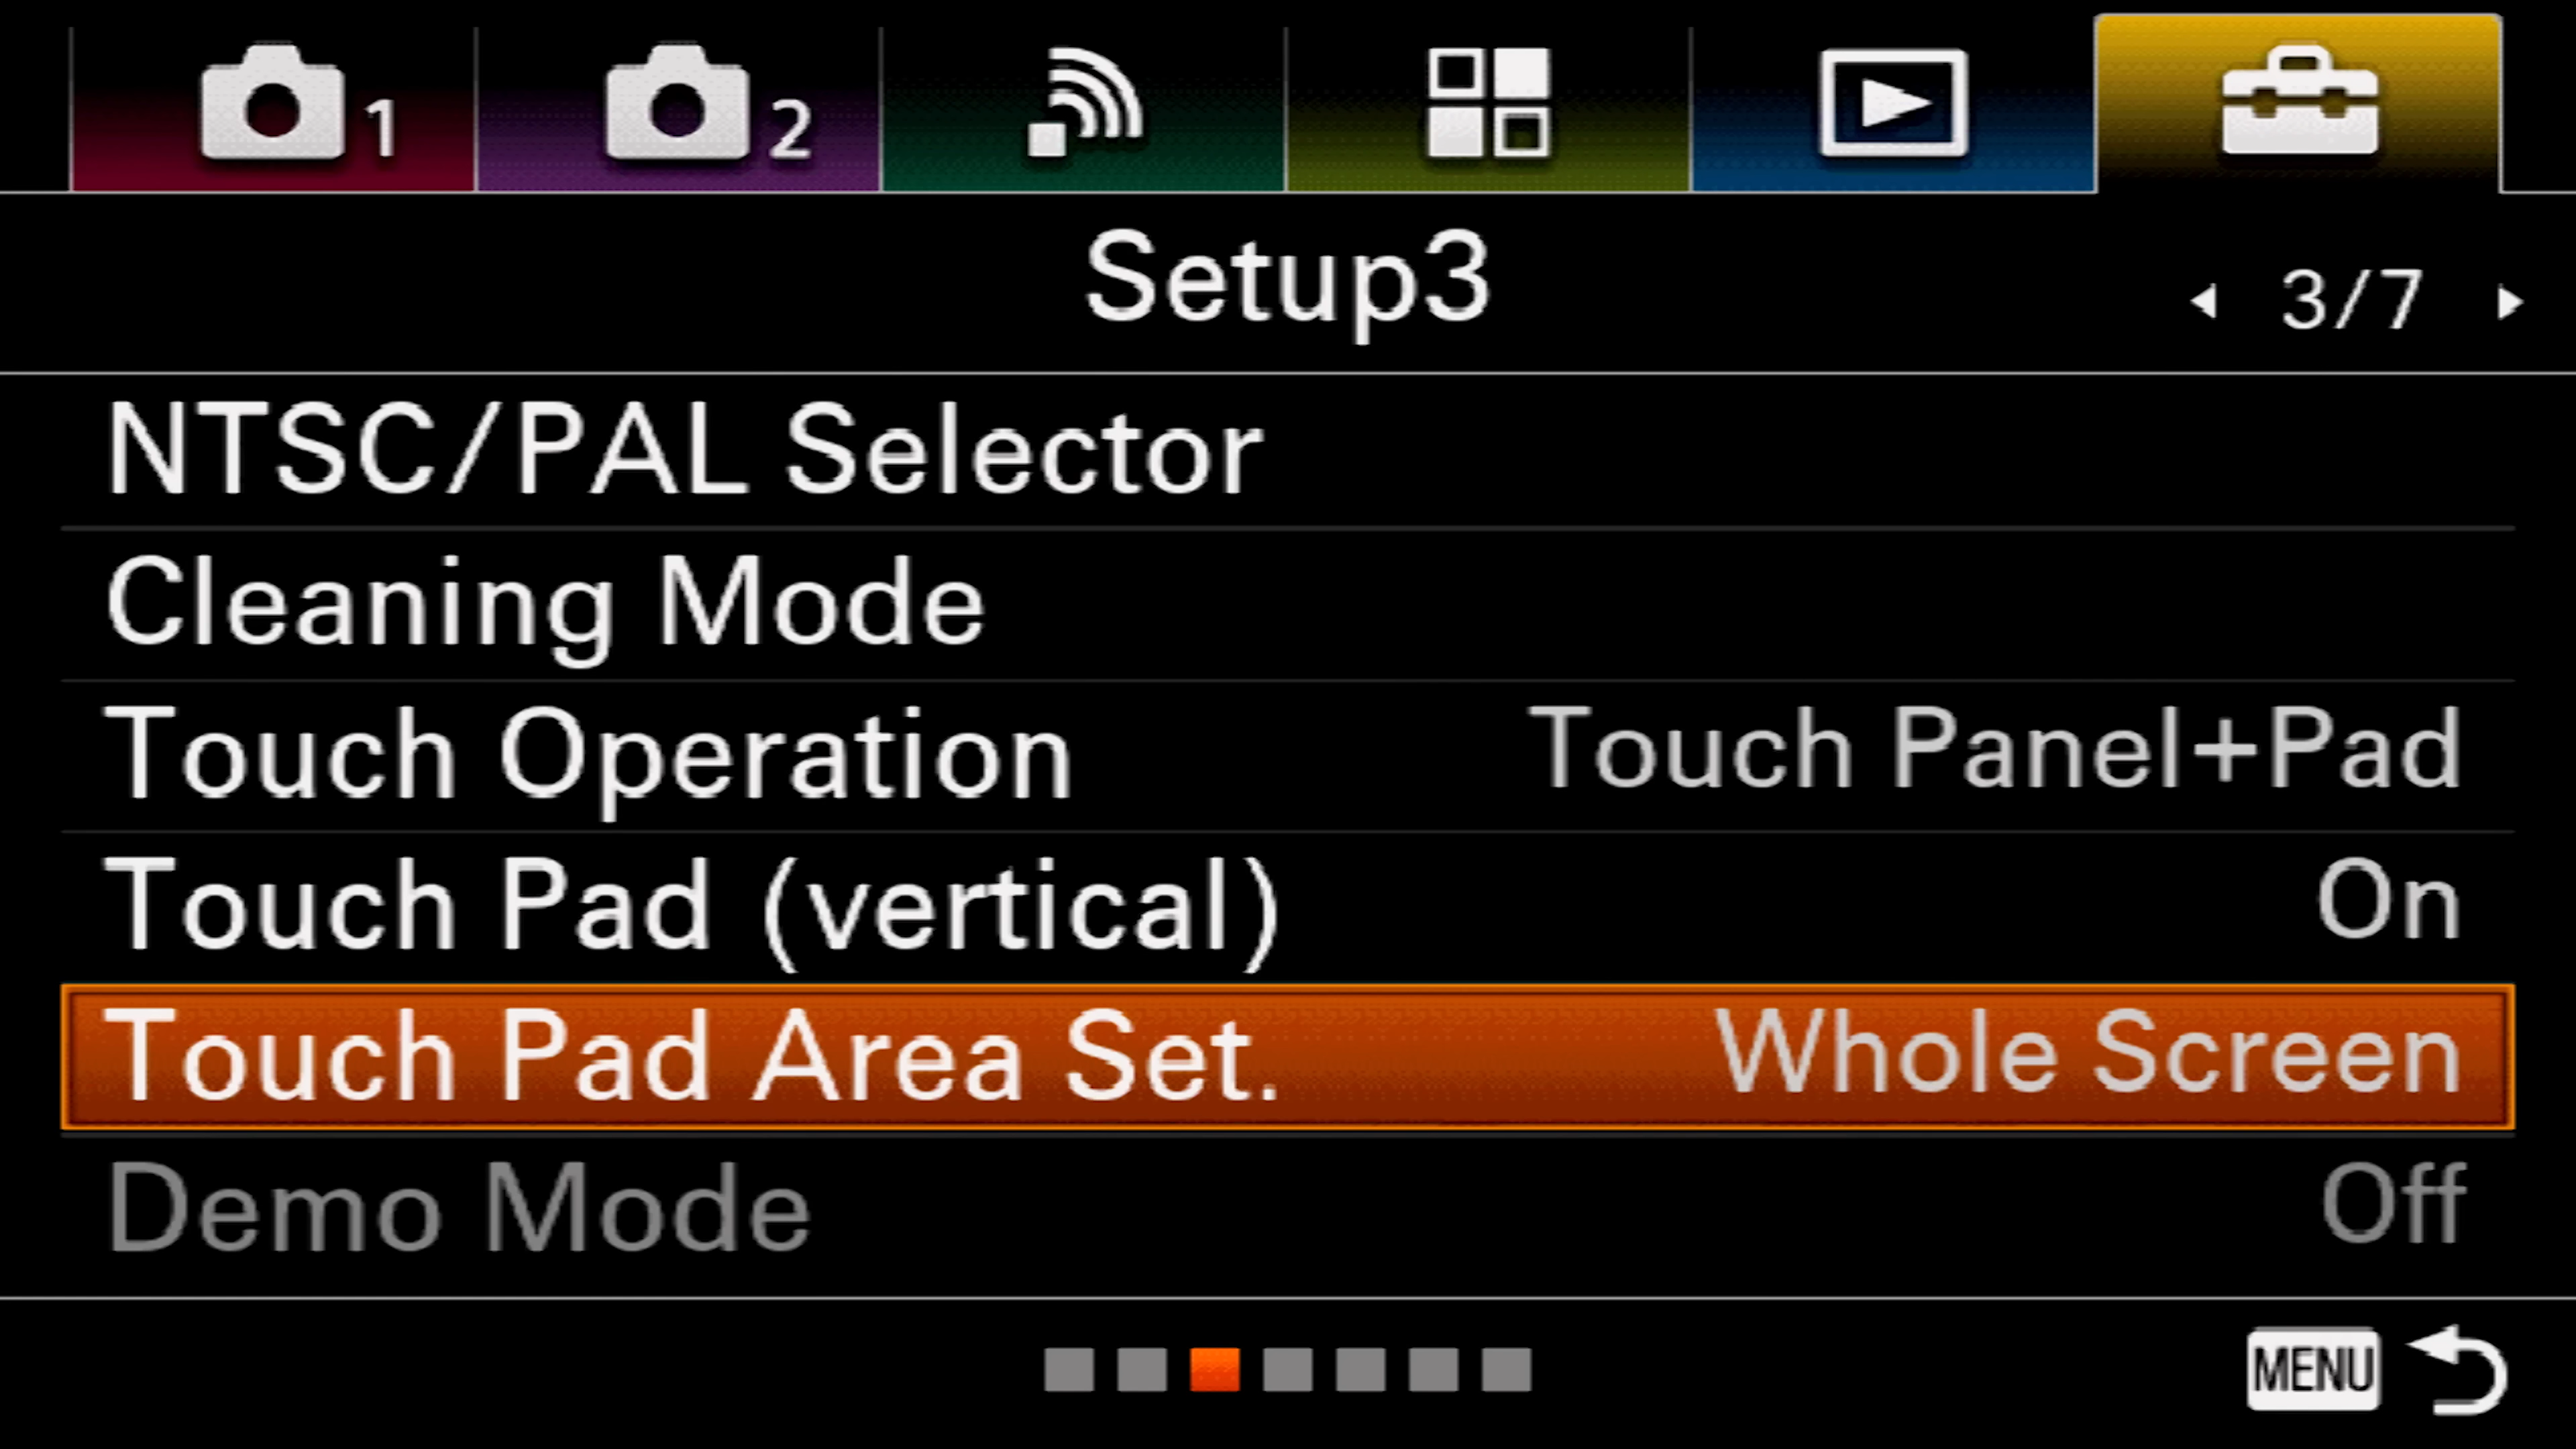 1 2
Setup3
3/7
NTSC/PAL Selector
Cleaning Mode
Touch Operation Touch Panel+Pad
Touch Pad (vertical) On
Touch Pad Area Set. Whole Screen
Demo Mode Off
MENU